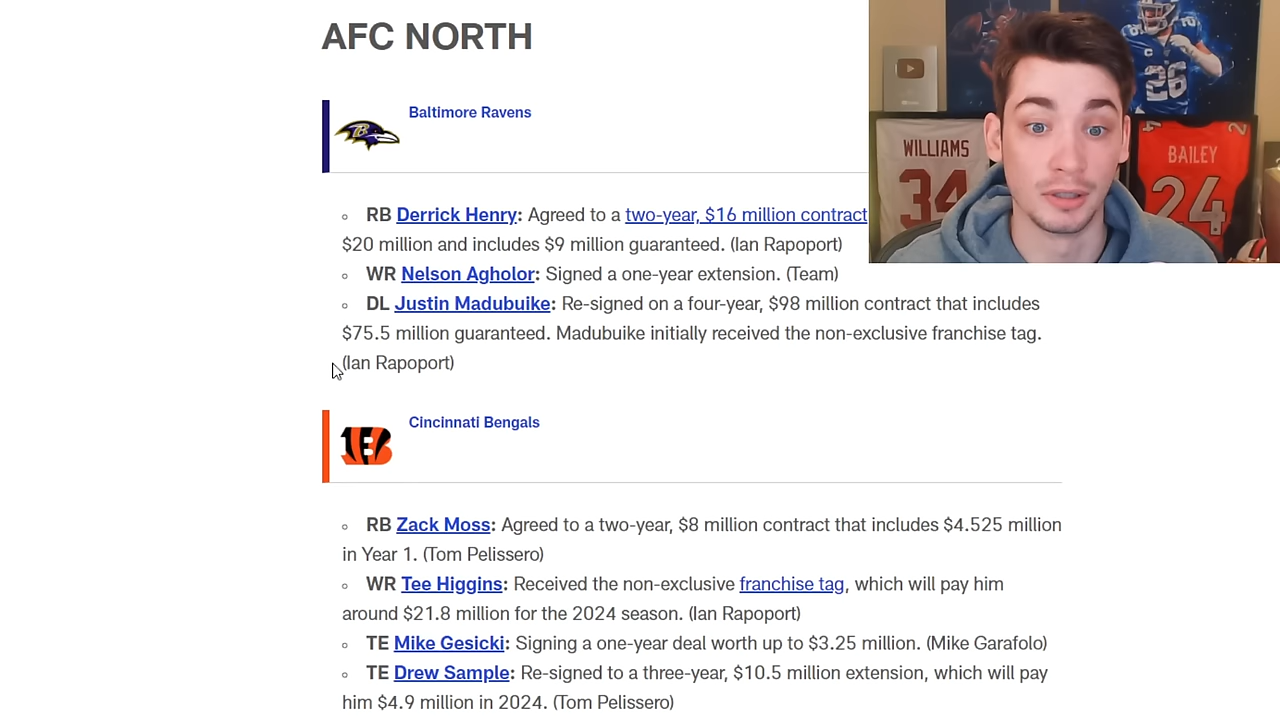 AFC NORTH
Baltimore Ravens
RB Derrick Henry: Agreed to a two-year, $16 million contract
$20 million and includes $9 million guaranteed. (Ian Rapoport)
WR Nelson Agholor: Signed a one-year extension. (Team)
DL Justin Madubuike: Re-signed on a four-year, $98 million contract that includes
$75.5 million guaranteed. Madubuike initially received the non-exclusive franchise tag.
(Ian Rapoport)
Cincinnati Bengals
RB Zack Moss: Agreed to a two-year, $8 million contract that includes $4.525 million
in Year 1. (Tom Pelissero)
WR Tee Higgins: Received the non-exclusive franchise tag, which will pay him
around $21.8 million for the 2024 season. (Ian Rapoport)
TE Mike Gesicki: Signing a one-year deal worth up to $3.25 million. (Mike Garafolo)
TE Drew Sample: Re-signed to a three-year, $10.5 million extension, which will pay
him $4.9 million in 2024. (Tom Pelissero)
26
WILLIAMS
34
BAILEY
24